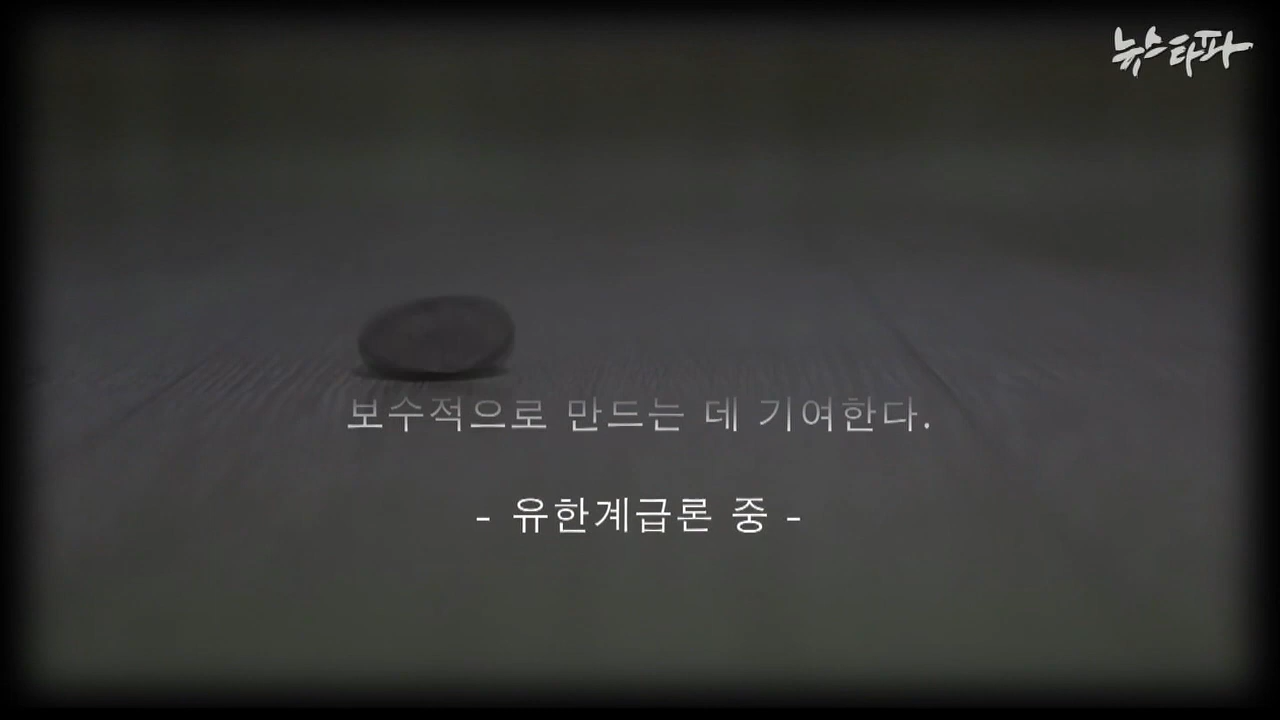 뉴스타파
보수적으로 만드는 데 기여한다.
- 유한계급론 중 -